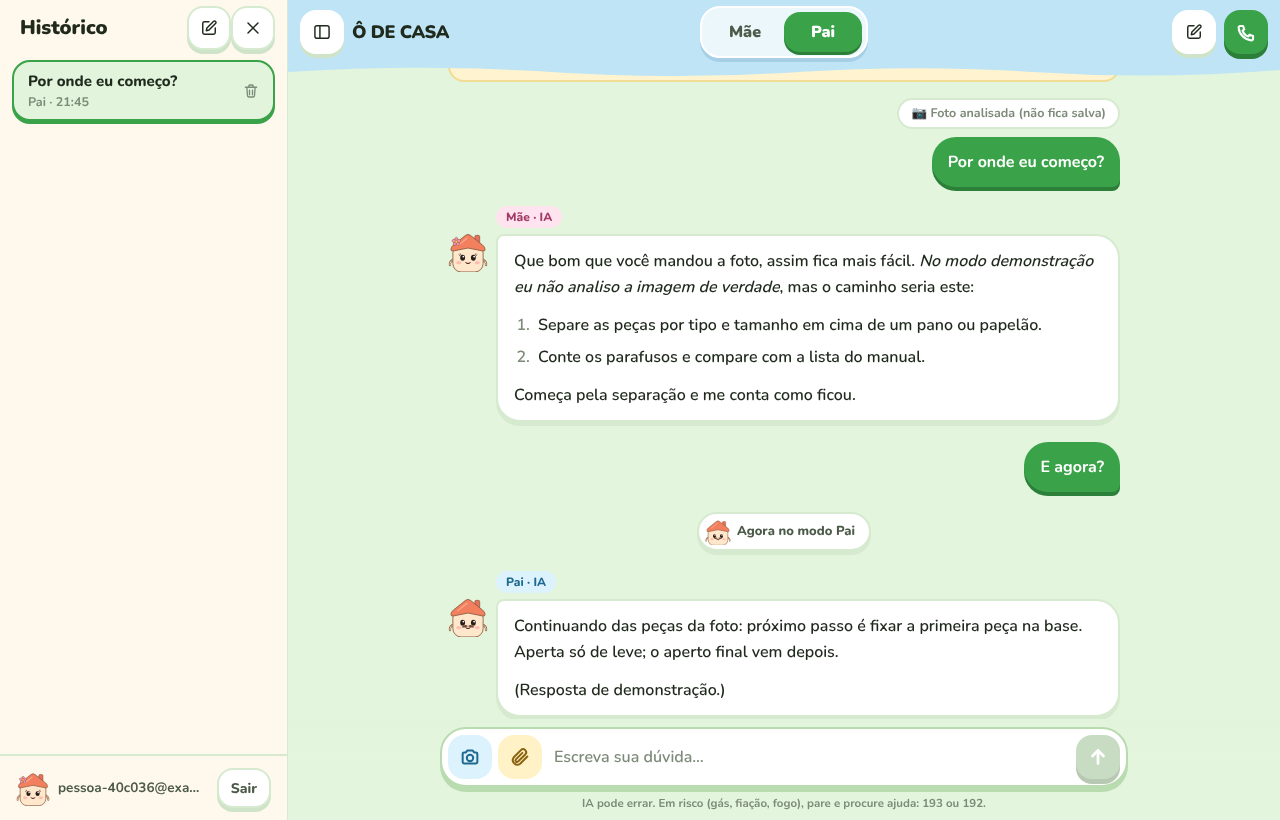 Histórico
Por onde eu começo?
Pai · 21:45
pessoa-40c036@exa...
Sair
Ô DE CASA
Mãe
Pai
Foto analisada (não fica salva)
Por onde eu começo?
Mãe · IA
Que bom que você mandou a foto, assim fica mais fácil. No modo demonstração
eu não analiso a imagem de verdade, mas o caminho seria este:
1. Separe as peças por tipo e tamanho em cima de um pano ou papelão.
2. Conte os parafusos e compare com a lista do manual.
Começa pela separação e me conta como ficou.
E agora?
Agora no modo Pai
Pai · IA
Continuando das peças da foto: próximo passo é fixar a primeira peça na base.
Aperta só de leve; o aperto final vem depois.
(Resposta de demonstração.)
Escreva sua dúvida...
IA pode errar. Em risco (gás, fiação, fogo), pare e procure ajuda: 193 ou 192.